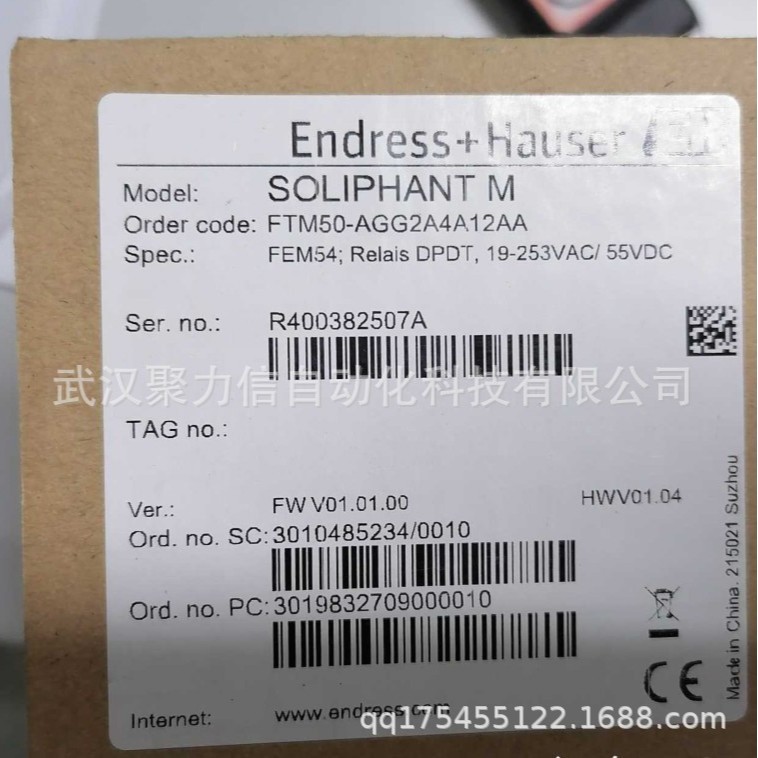 Endress+Hauser
Model: SOLIPHANT M
Order code: FTM50-AGG2A4A12AA
Spec.: FEM54; Relais DPDT, 19-253VAC/ 55VDC
Ser. no.: R400382507A
武汉聚力信自动化科技有限公司
TAG no.:
Ver.: FW V01.01.00 HWV01.04
Ord. no. SC: 3010485234/0010
Ord. no. PC: 3019832709000010
Made in China. 215021 Suzhou
CE
Internet: www.endress.com
qq175455122.1688.com